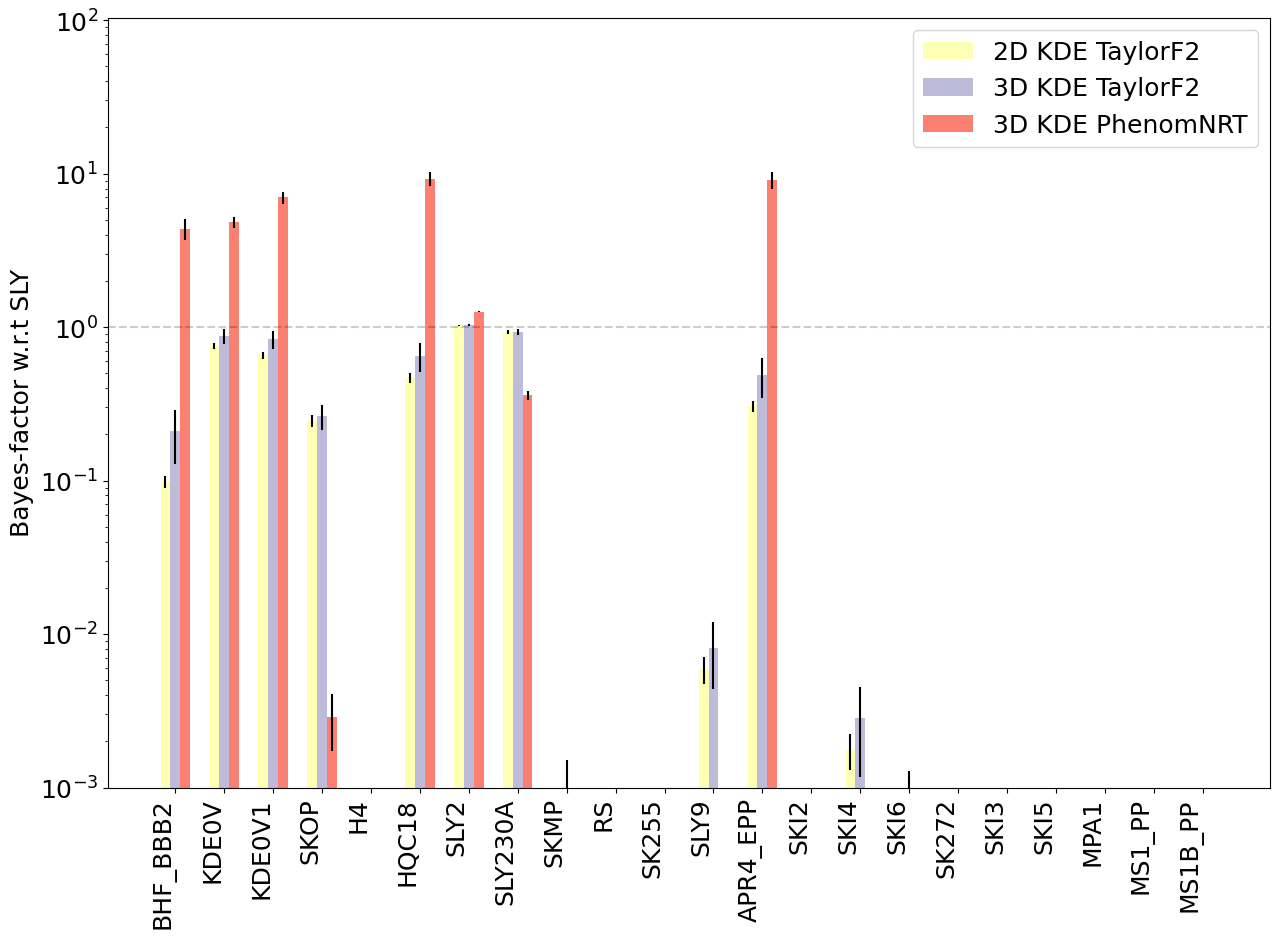 2D KDE TaylorF2
3D KDE TaylorF2
3D KDE PhenomNRT
Bayes-factor w.r.t SLY
10^2
10^1
10^0
10^-1
10^-2
10^-3
BHF_BBB2
KDE0V
KDE0V1
SKOP
H4
HQC18
SLY2
SLY230A
SKMP
RS
SK255
SLY9
APR4_EPP
SKI2
SKI4
SKI6
SK272
SKI3
SKI5
MPA1
MS1_PP
MS1B_PP